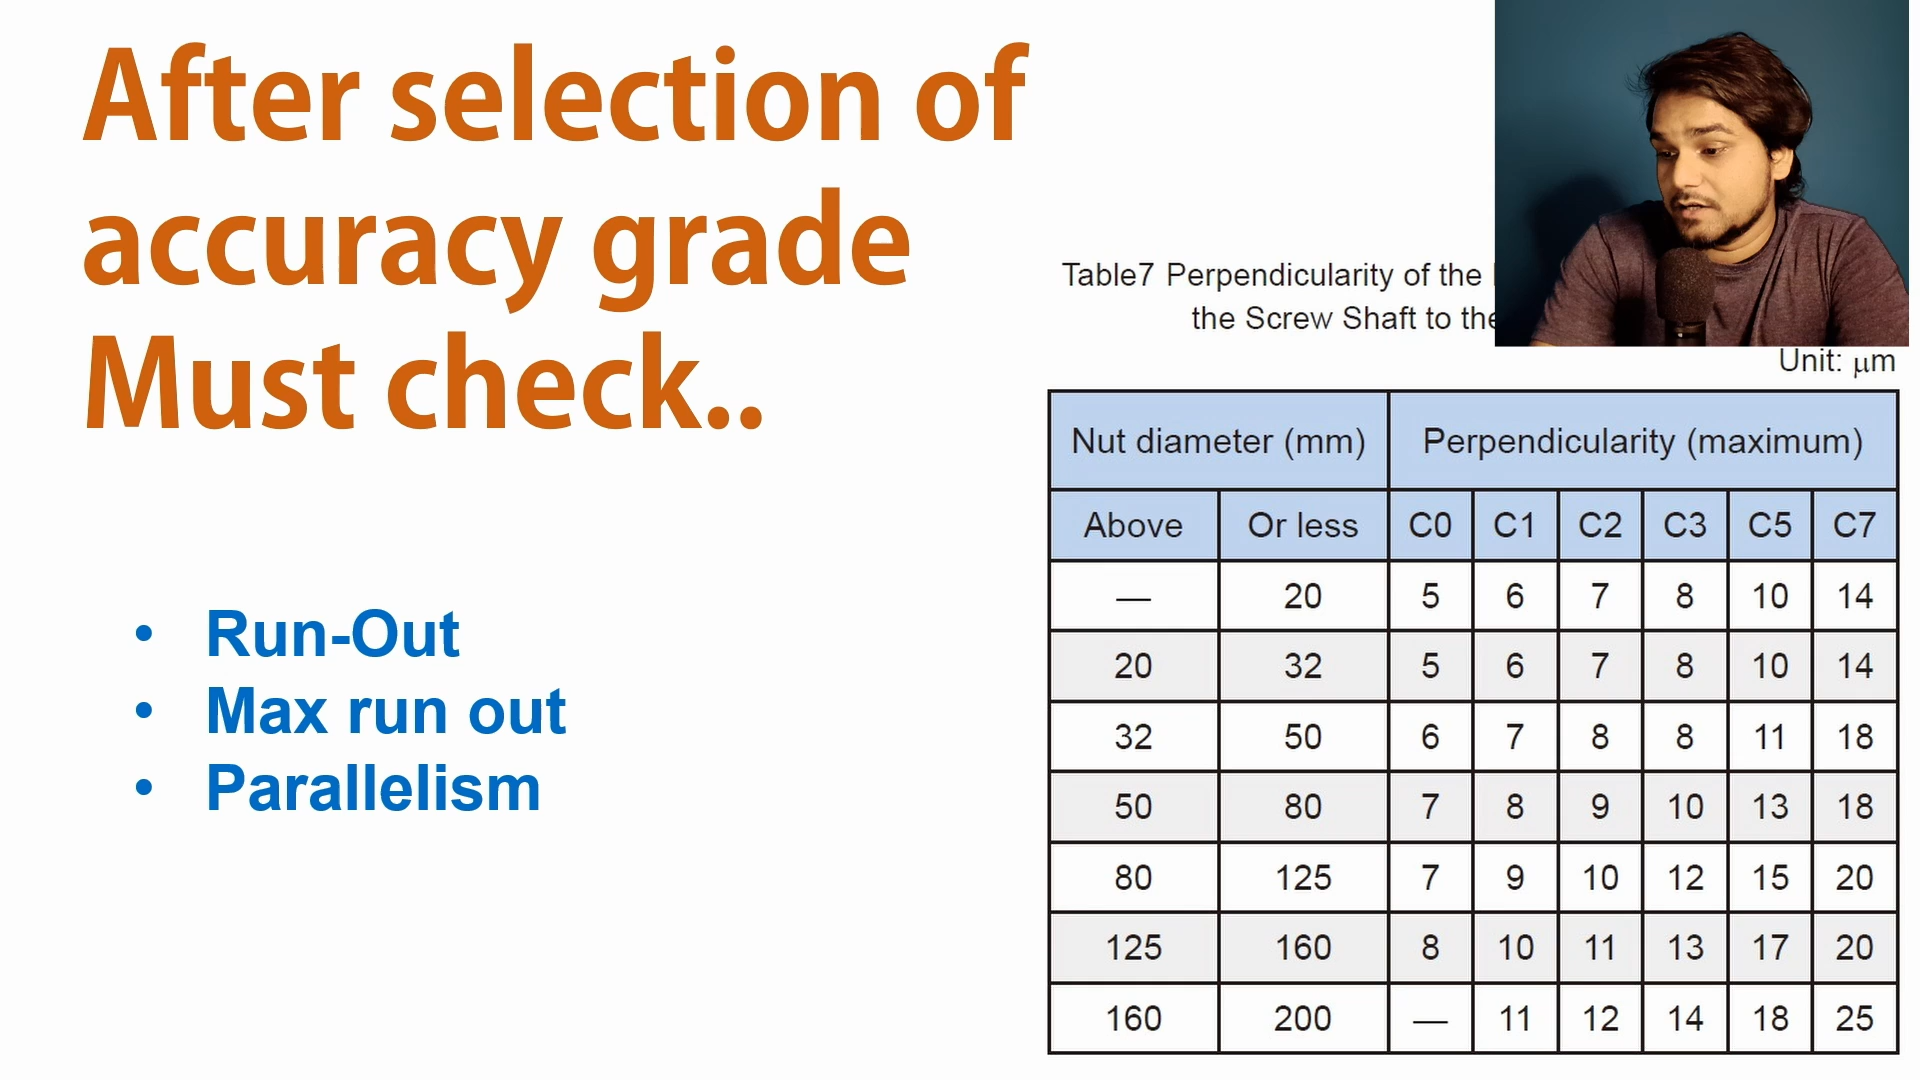 After selection of
accuracy grade
Must check..
• Run-Out
• Max run out
• Parallelism
Table7 Perpendicularity of the
the Screw Shaft to the
Unit: μm
Nut diameter (mm) Perpendicularity (maximum)
Above Or less C0 C1 C2 C3 C5 C7
— 20 5 6 7 8 10 14
20 32 5 6 7 8 10 14
32 50 6 7 8 8 11 18
50 80 7 8 9 10 13 18
80 125 7 9 10 12 15 20
125 160 8 10 11 13 17 20
160 200 — 11 12 14 18 25